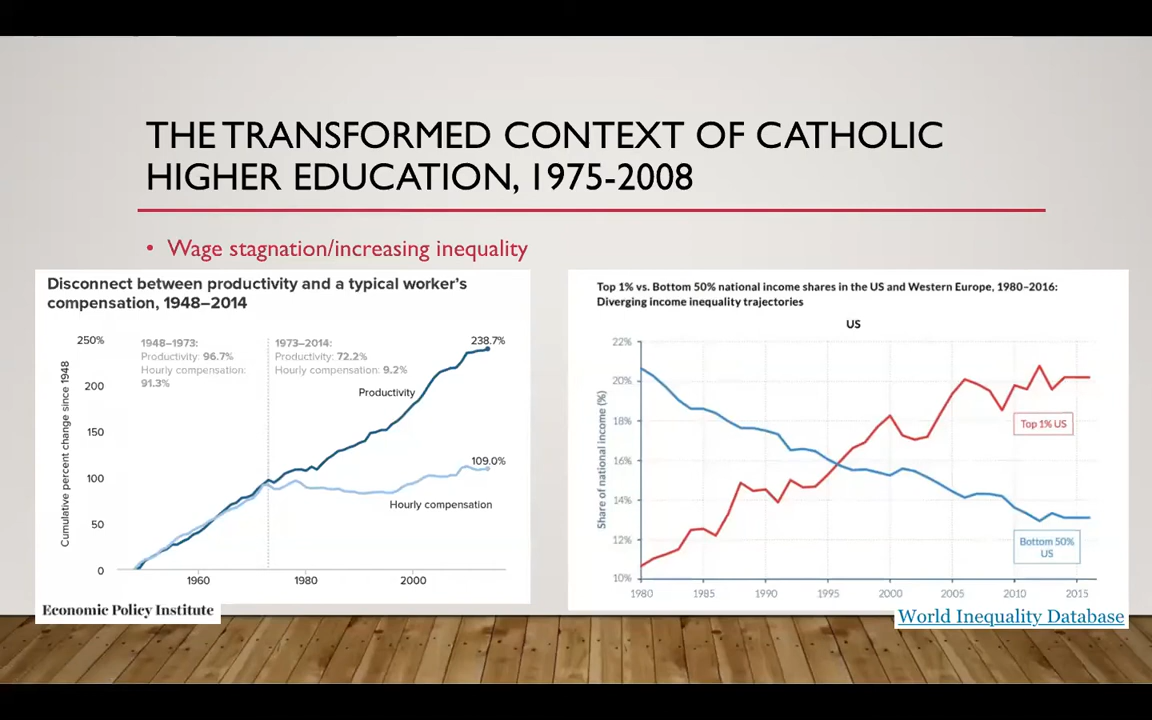 THE TRANSFORMED CONTEXT OF CATHOLIC
HIGHER EDUCATION, 1975-2008
• Wage stagnation/increasing inequality
Disconnect between productivity and a typical worker's
compensation, 1948–2014
Cumulative percent change since 1948
250%
200
150
100
50
0
1948–1973:
Productivity: 96.7%
Hourly compensation:
91.3%
1973–2014:
Productivity: 72.2%
Hourly compensation: 9.2%
238.7%
Productivity
109.0%
Hourly compensation
1960
1980
2000
Economic Policy Institute
Top 1% vs. Bottom 50% national income shares in the US and Western Europe, 1980–2016:
Diverging income inequality trajectories
US
Share of national income (%)
22%
20%
18%
16%
14%
12%
10%
Top 1% US
Bottom 50%
US
1980
1985
1990
1995
2000
2005
2010
2015
World Inequality Database